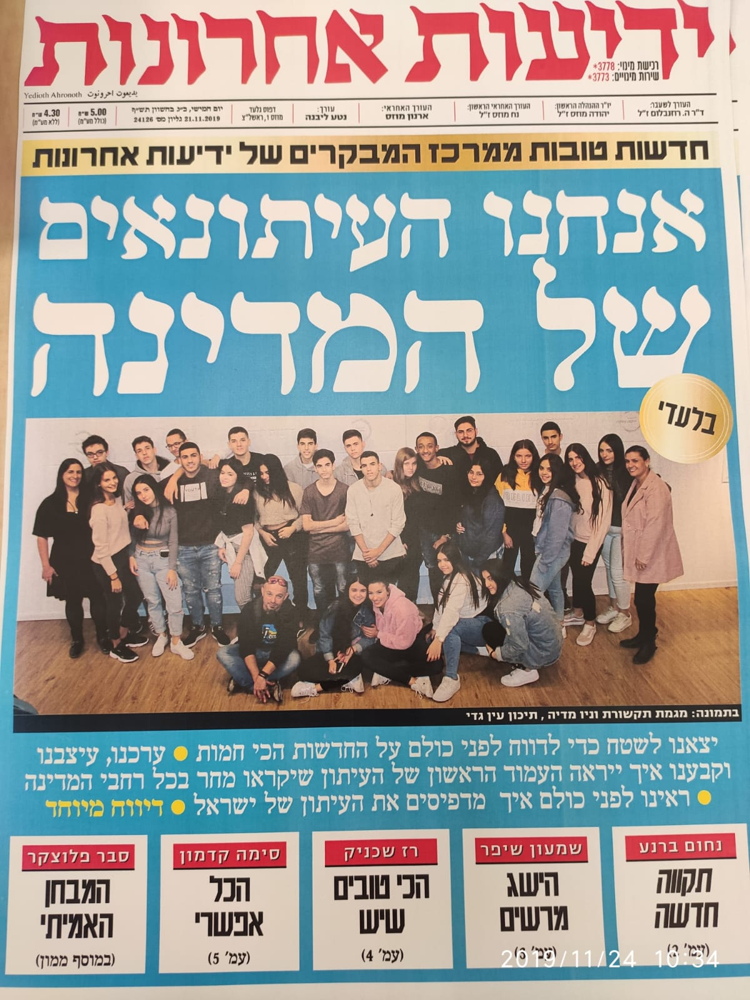 ידיעות אחרונות
רכישת מינוי: 3778*
שירות מינויים: 3773*
Yedioth Ahronoth يديعوت احرونوت
העורך לשעבר:
ד"ר ה. רוזנבלום ז"ל
יו"ר ההנהלה הראשון:
יהודה מוזס ז"ל
העורך האחראי הראשון:
נח מוזס ז"ל
העורך האחראי:
ארנון מוזס
עורך:
נטע ליבנה
דפוס גלעד
מוזס 1, ראשל"צ
יום חמישי, כ"ג בחשוון תש"ף
21.11.2019 גליון מס' 24126
5.00 ש"ח
(כולל מע"מ)
4.30 ש"ח
(ללא מע"מ)
חדשות טובות ממרכז המבקרים של ידיעות אחרונות
אנחנו העיתונאים
של המדינה
בלעדי
YOUTH
BELIEVE
בתמונה: מגמת תקשורת וניו מדיה , תיכון עין גדי
יצאנו לשטח כדי לדווח לפני כולם על החדשות הכי חמות ● ערכנו, עיצבנו
וקבענו איך ייראה העמוד הראשון של העיתון שיקראו מחר בכל רחבי המדינה
● ראינו לפני כולם איך מדפיסים את העיתון של ישראל ● דיווח מיוחד
נחום ברנע
תקווה
חדשה
(עמ' 2)
שמעון שיפר
הישג
מרשים
(עמ' 3)
רז שכניק
הכי טובים
שיש
(עמ' 4)
סימה קדמון
הכל
אפשרי
(עמ' 5)
סבר פלוצקר
המבחן
האמיתי
(במוסף ממון)
2019/11/24 10:34